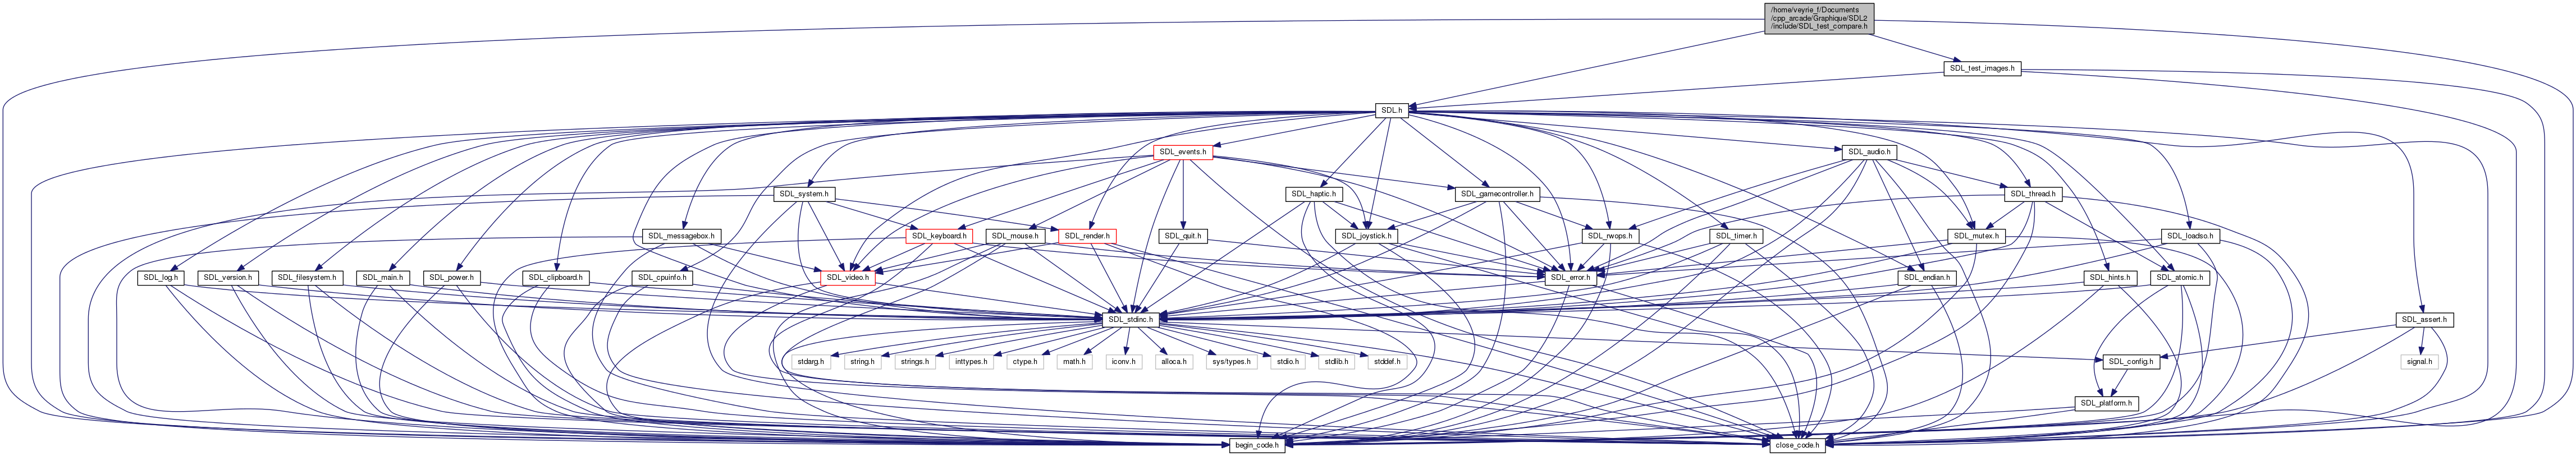 /home/veyrie_f/Documents
/cpp_arcade/Graphique/SDL2
/include/SDL_test_compare.h
SDL_test_images.h
SDL.h
SDL_events.h
SDL_audio.h
SDL_system.h
SDL_haptic.h
SDL_gamecontroller.h
SDL_thread.h
SDL_messagebox.h
SDL_keyboard.h
SDL_mouse.h
SDL_render.h
SDL_quit.h
SDL_joystick.h
SDL_rwops.h
SDL_timer.h
SDL_mutex.h
SDL_loadso.h
SDL_log.h
SDL_version.h
SDL_filesystem.h
SDL_main.h
SDL_power.h
SDL_clipboard.h
SDL_cpuinfo.h
SDL_video.h
SDL_error.h
SDL_endian.h
SDL_hints.h
SDL_atomic.h
SDL_stdinc.h
SDL_assert.h
stdarg.h
string.h
strings.h
inttypes.h
ctype.h
math.h
iconv.h
alloca.h
sys/types.h
stdio.h
stdlib.h
stddef.h
SDL_config.h
signal.h
SDL_platform.h
begin_code.h
close_code.h